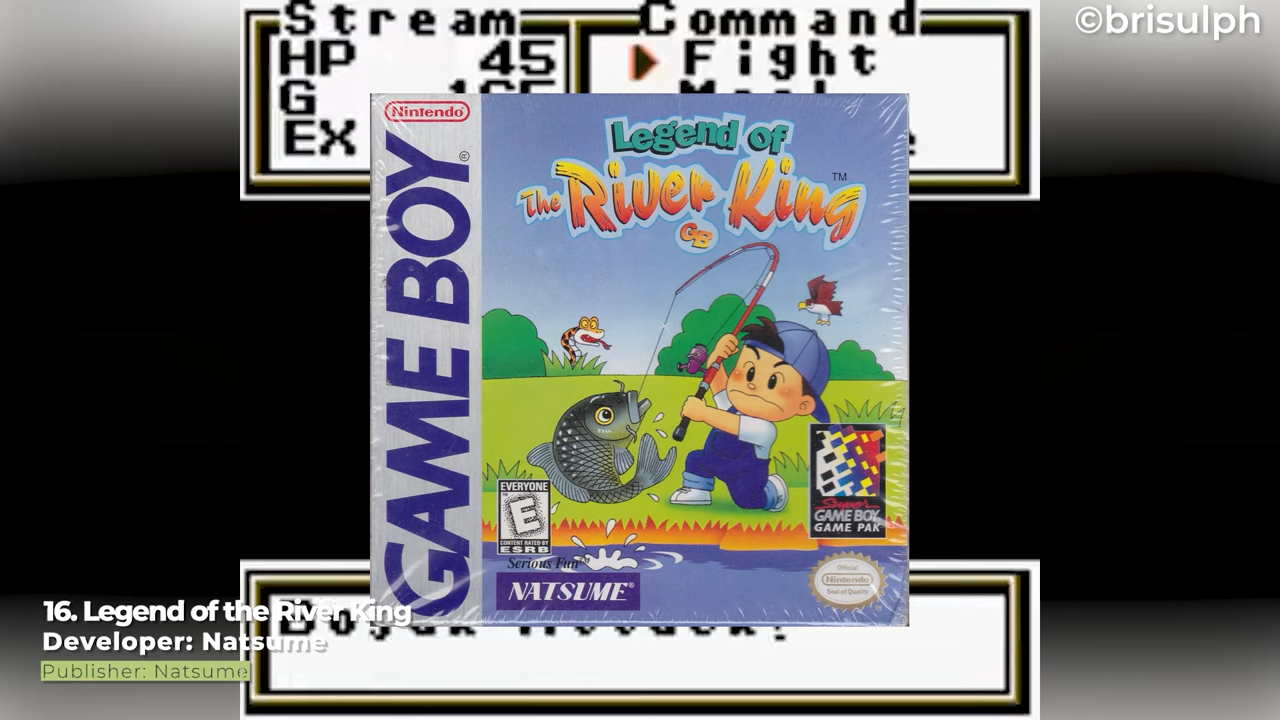 Stream
Command
©brisulph
HP 45
Fight
G
EX
Nintendo
GAME BOY
Legend of
The River King
TM
GB
EVERYONE
E
CONTENT RATED BY
ESRB
Super
GAME BOY
GAME PAK
Serious Fun™
NATSUME®
Official
Nintendo
Seal of Quality
16. Legend of the River King
Developer: Natsume
Publisher: Natsume